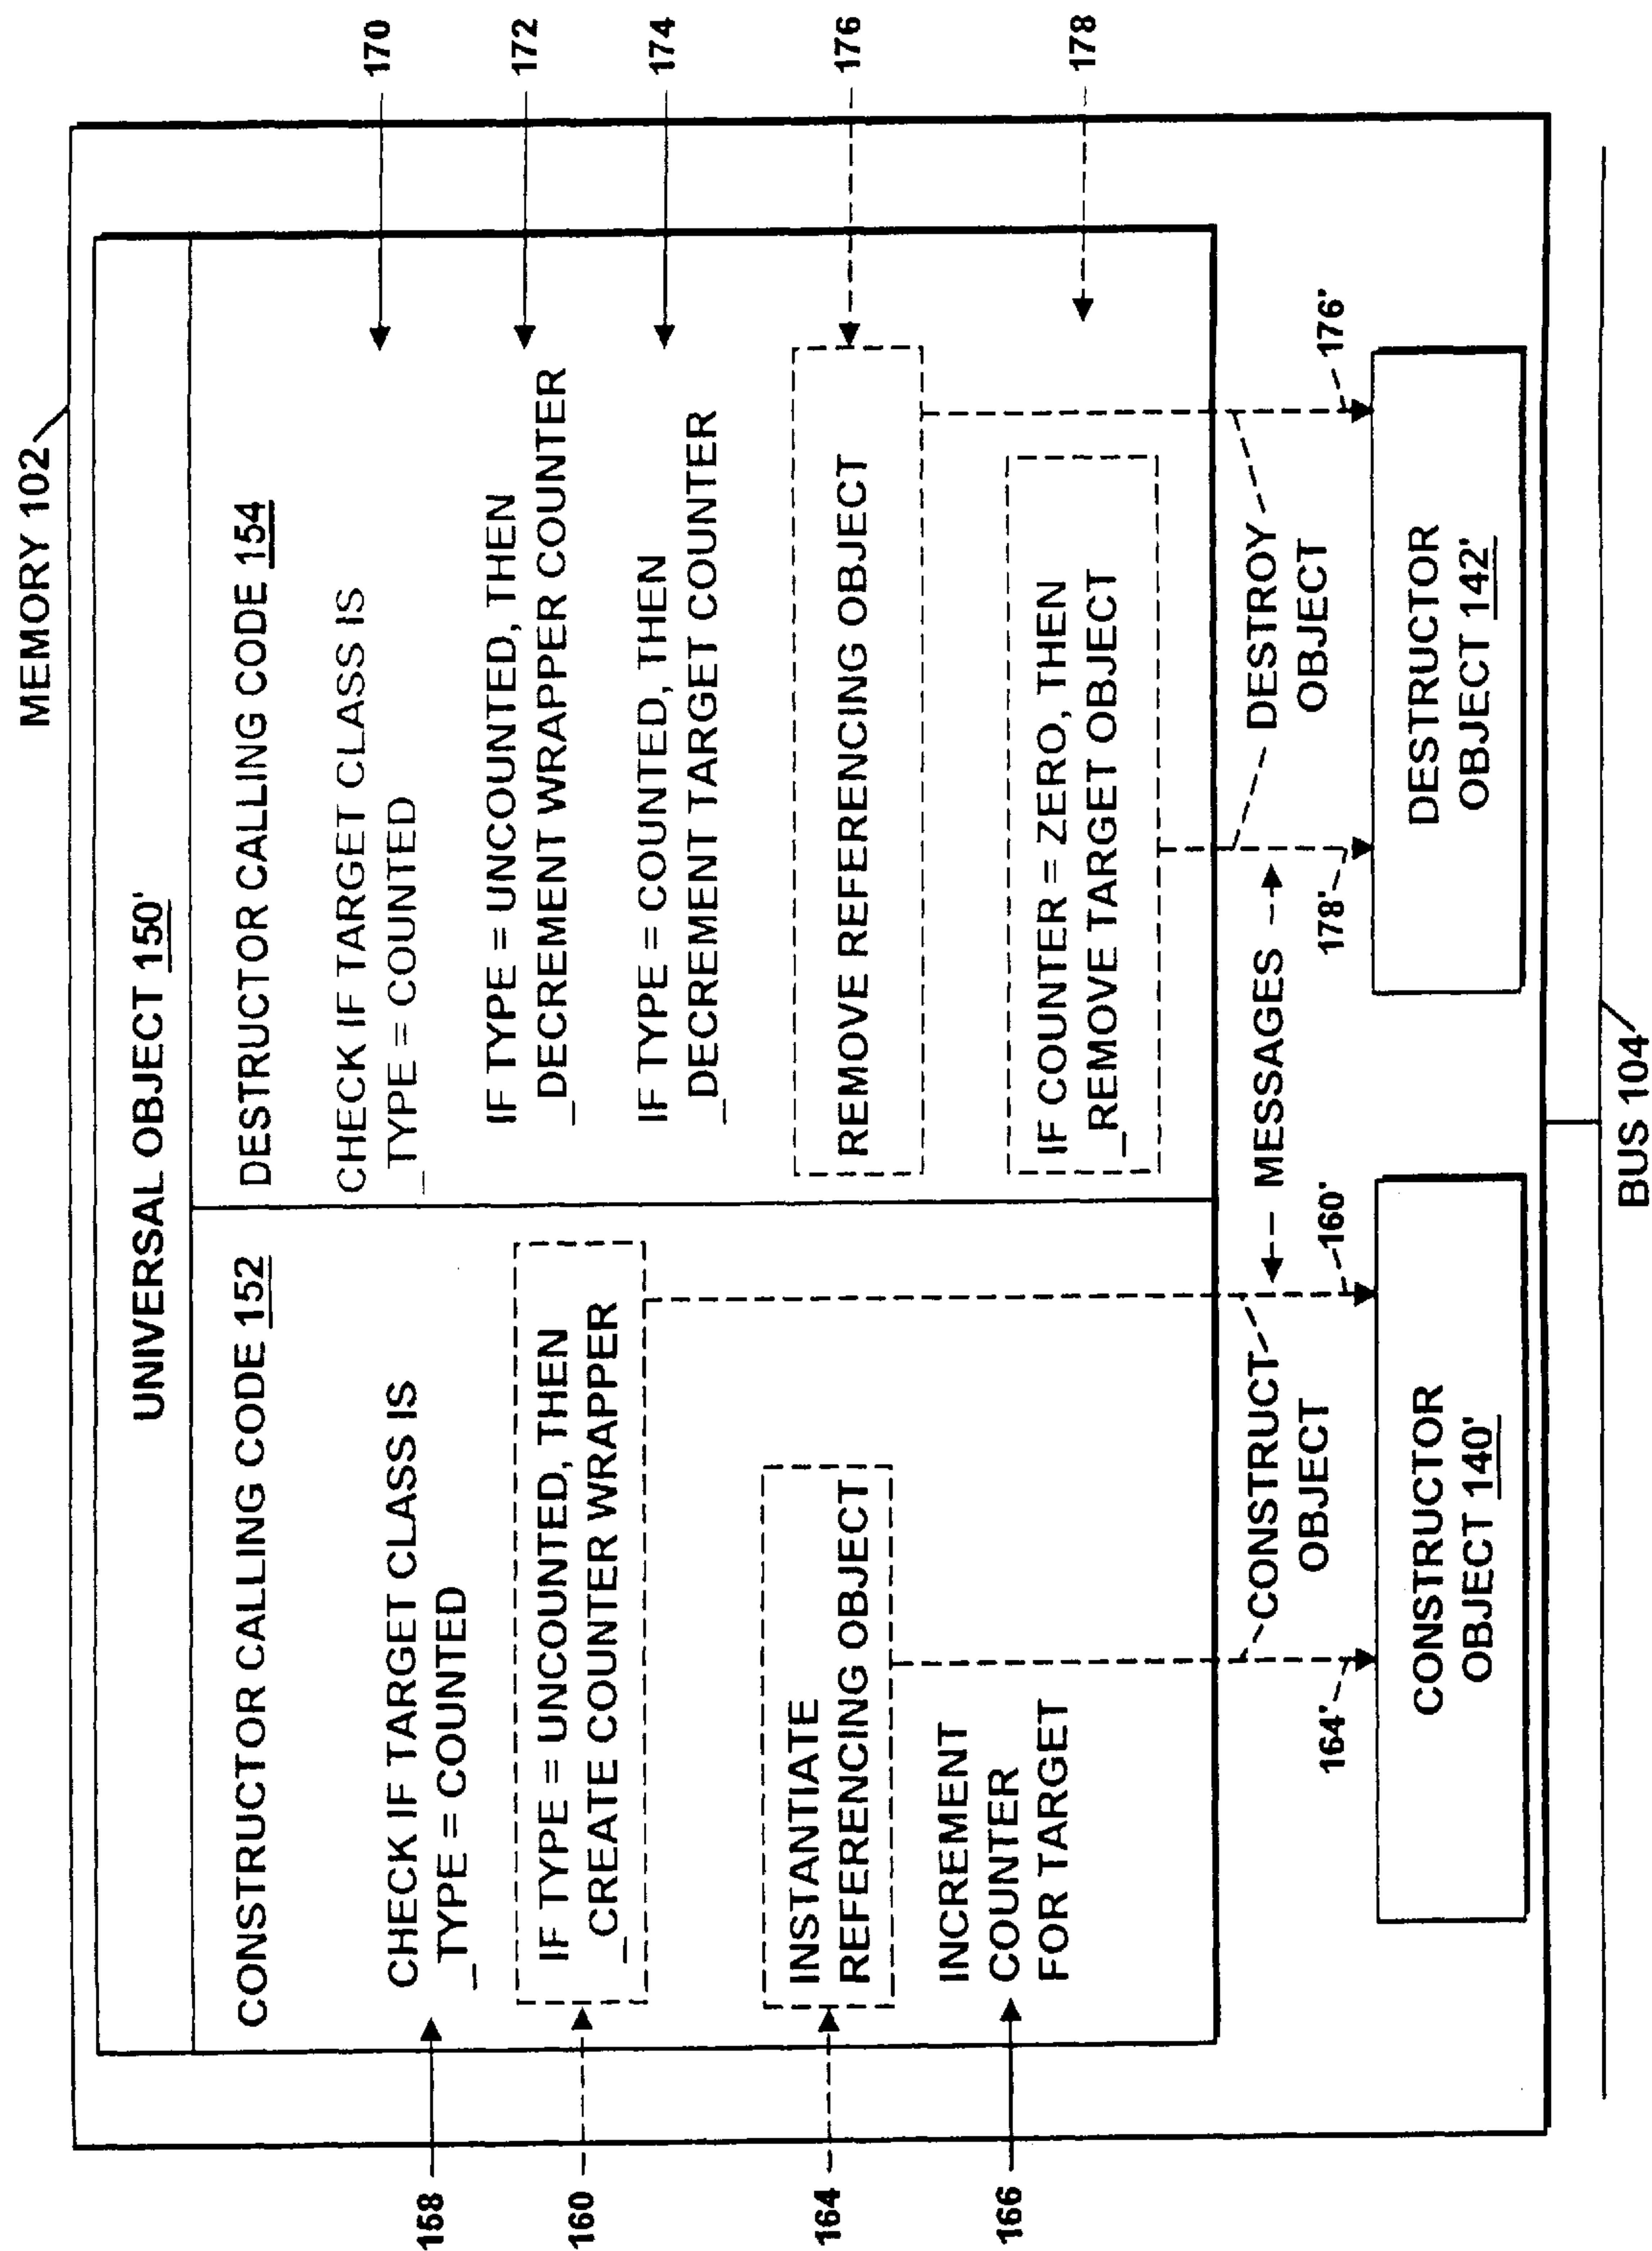 MEMORY 102
UNIVERSAL OBJECT 150'
CONSTRUCTOR CALLING CODE 152
158
CHECK IF TARGET CLASS IS
_TYPE = COUNTED
160
IF TYPE = UNCOUNTED, THEN
_CREATE COUNTER WRAPPER
164
INSTANTIATE
REFERENCING OBJECT
166
INCREMENT
COUNTER
FOR TARGET
DESTRUCTOR CALLING CODE 154
CHECK IF TARGET CLASS IS
_TYPE = COUNTED
170
IF TYPE = UNCOUNTED, THEN
_DECREMENT WRAPPER COUNTER
172
IF TYPE = COUNTED, THEN
_DECREMENT TARGET COUNTER
174
REMOVE REFERENCING OBJECT
176
IF COUNTER = ZERO, THEN
_REMOVE TARGET OBJECT
178
CONSTRUCT
OBJECT
MESSAGES
DESTROY
OBJECT
164'
160'
178'
176'
CONSTRUCTOR
OBJECT 140'
DESTRUCTOR
OBJECT 142'
BUS 104